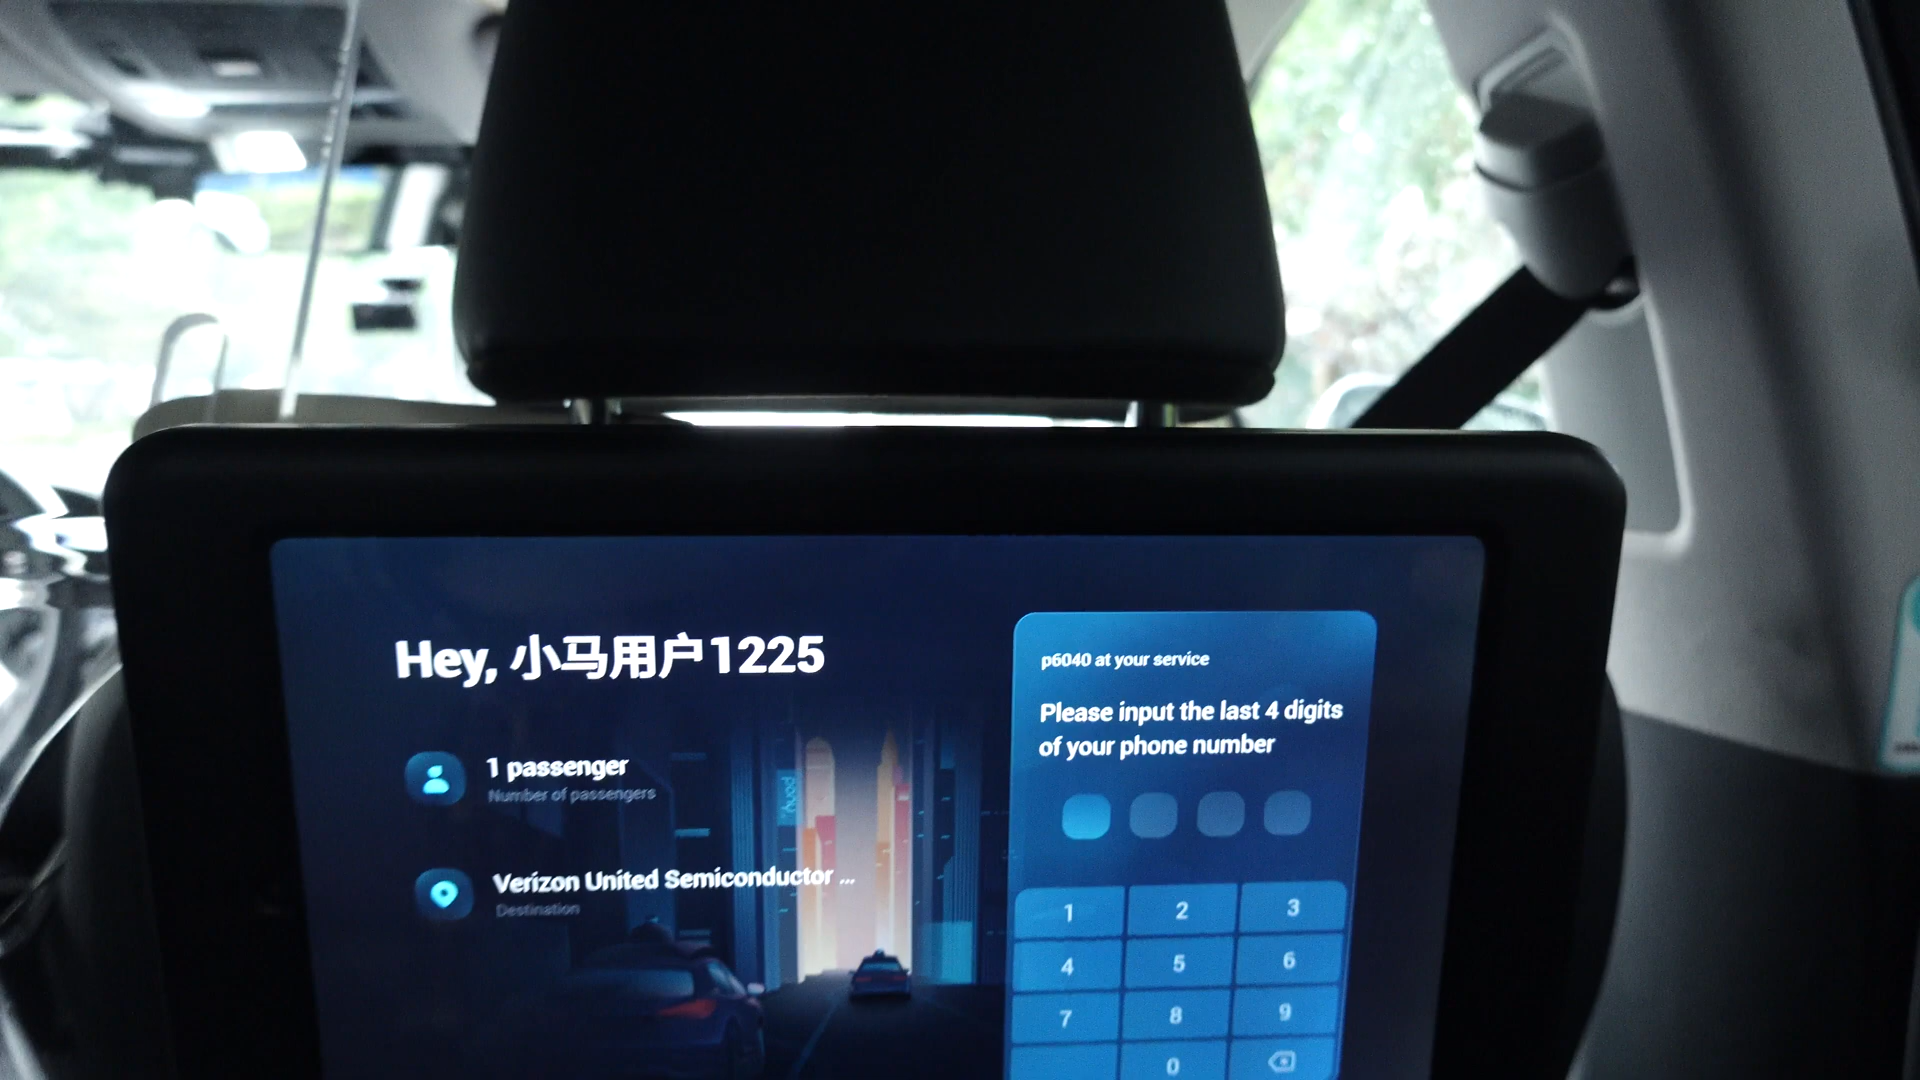 Hey, 小马用户1225
1 passenger
Number of passengers
Verizon United Semiconductor ...
Destination
pony.
p6040 at your service
Please input the last 4 digits
of your phone number
1 2 3
4 5 6
7 8 9
0